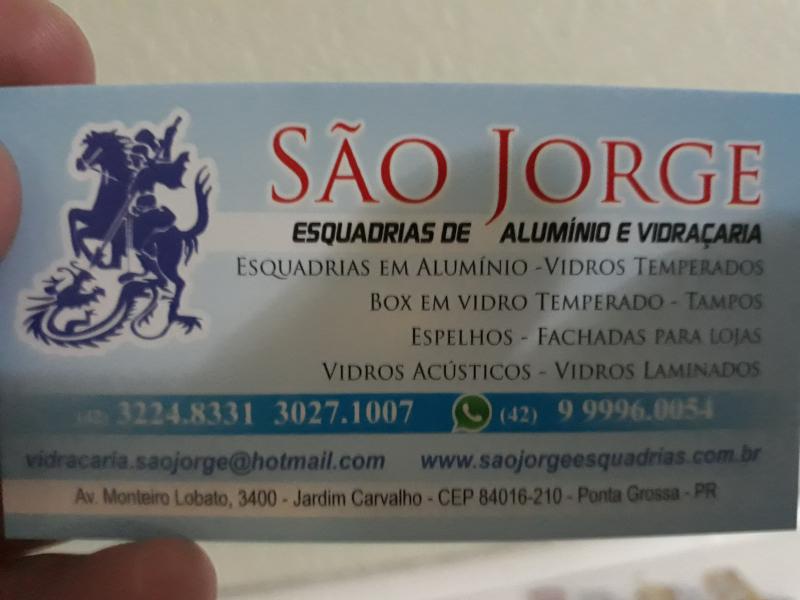 SÃO JORGE
ESQUADRIAS DE ALUMÍNIO E VIDRAÇARIA
ESQUADRIAS EM ALUMÍNIO -VIDROS TEMPERADOS
BOX EM VIDRO TEMPERADO - TAMPOS
ESPELHOS - FACHADAS PARA LOJAS
VIDROS ACÚSTICOS - VIDROS LAMINADOS
(42) 3224.8331 3027.1007 (42) 9 9996.0054
vidracaria.saojorge@hotmail.com www.saojorgeesquadrias.com.br
Av. Monteiro Lobato, 3400 - Jardim Carvalho - CEP 84016-210 - Ponta Grossa - PR